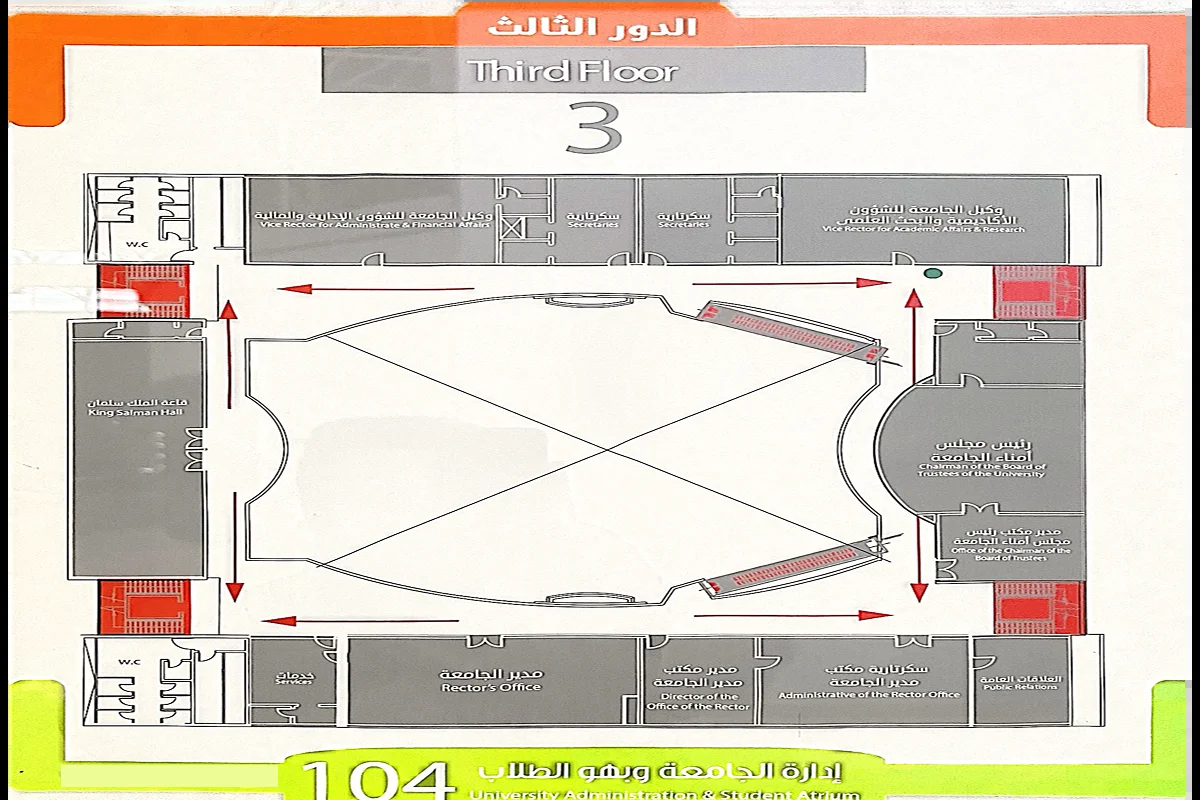 الدور الثالث
Third Floor
3
W.C
وكيل الجامعة للشؤون الإدارية والمالية
Vice Rector for Administrate & Financial Affairs
سكرتارية
Secretaries
سكرتارية
Secretaries
وكيل الجامعة للشؤون
الأكاديمية والبحث العلمي
Vice Rector for Academic Affairs & Research
قاعة الملك سلمان
King Salman Hall
رئيس مجلس
أمناء الجامعة
Chairman of the Board of
Trustees of the University
مدير مكتب رئيس
مجلس أمناء الجامعة
Office of the Chairman of the
Board of Trustees
W.C
خدمات
Services
مدير الجامعة
Rector's Office
مدير مكتب
مدير الجامعة
Director of the
Office of the Rector
سكرتارية مكتب
مدير الجامعة
Administrative of the Rector Office
العلاقات العامة
Public Relations
104
إدارة الجامعة وبهو الطلاب
University Administration & Student Atrium